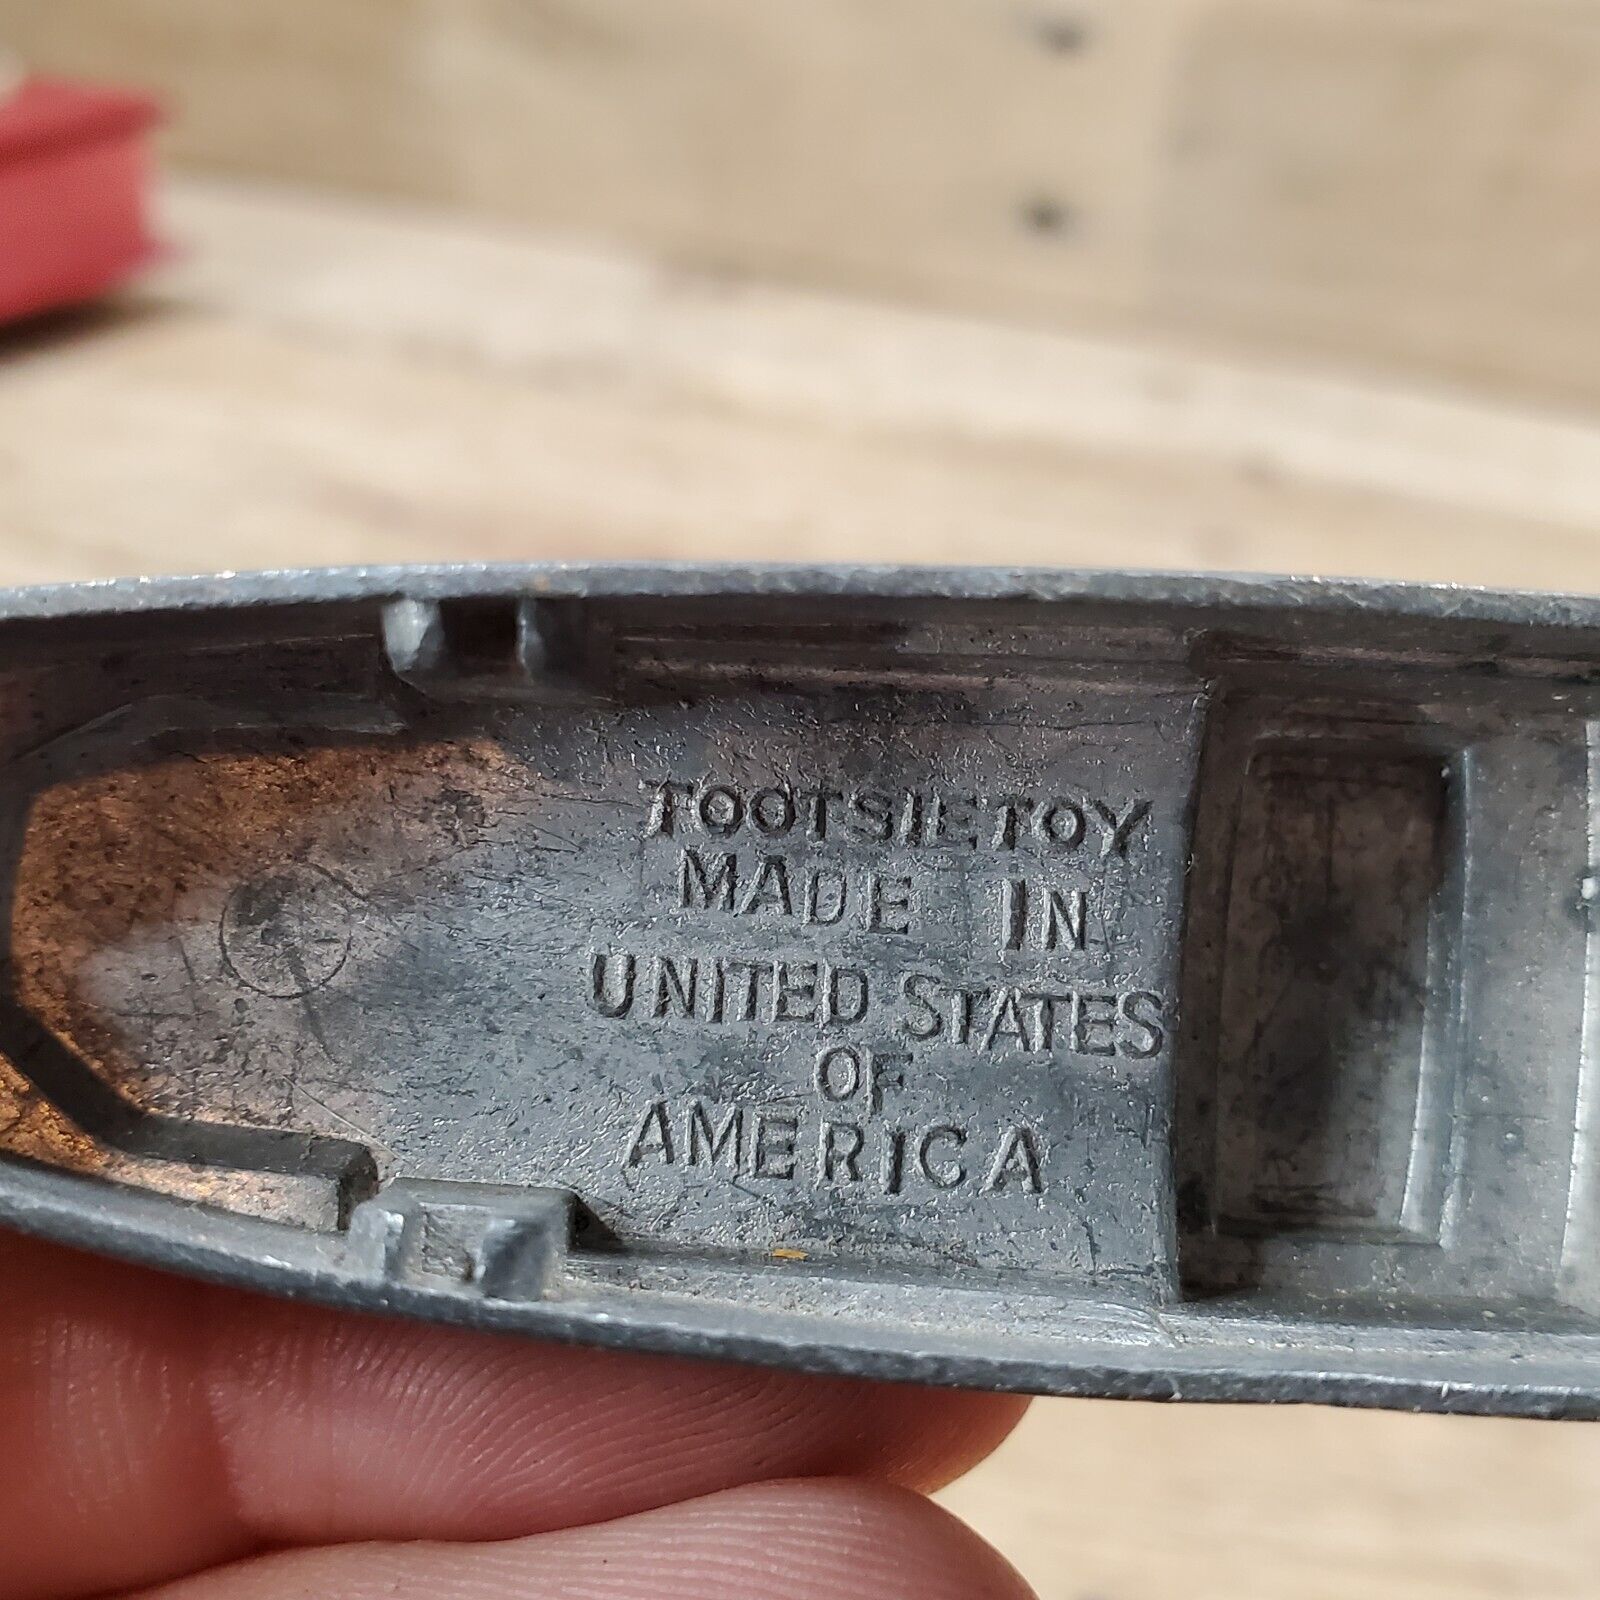 TOOTSIETOY
MADE IN
UNITED STATES
OF
AMERICA